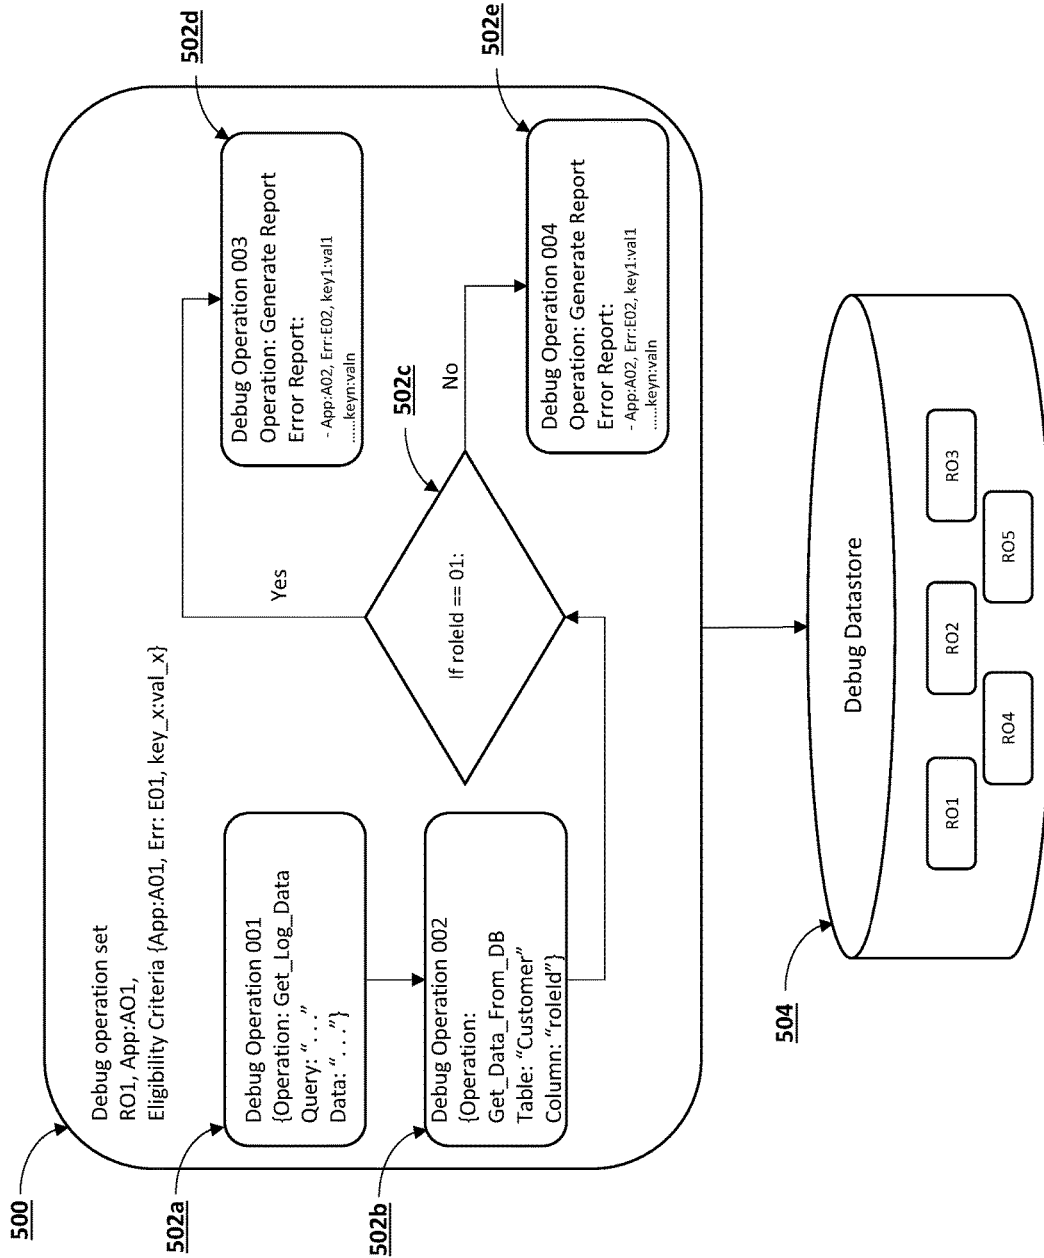 500
Debug operation set
RO1, App:AO1,
Eligibility Criteria {App:A01, Err: E01, key_x:val_x}
502a
Debug Operation 001
{Operation: Get_Log_Data
Query: “. . .”
Data: “. . .”}
502b
Debug Operation 002
{Operation:
Get_Data_From_DB
Table: “Customer”
Column: “roleId”}
502c
If roleId == 01:
Yes
No
502d
Debug Operation 003
Operation: Generate Report
Error Report:
- App:A02, Err:E02, key1:val1
......keyn:valn
502e
Debug Operation 004
Operation: Generate Report
Error Report:
- App:A02, Err:E02, key1:val1
......keyn:valn
504
Debug Datastore
RO1
RO2
RO3
RO4
RO5